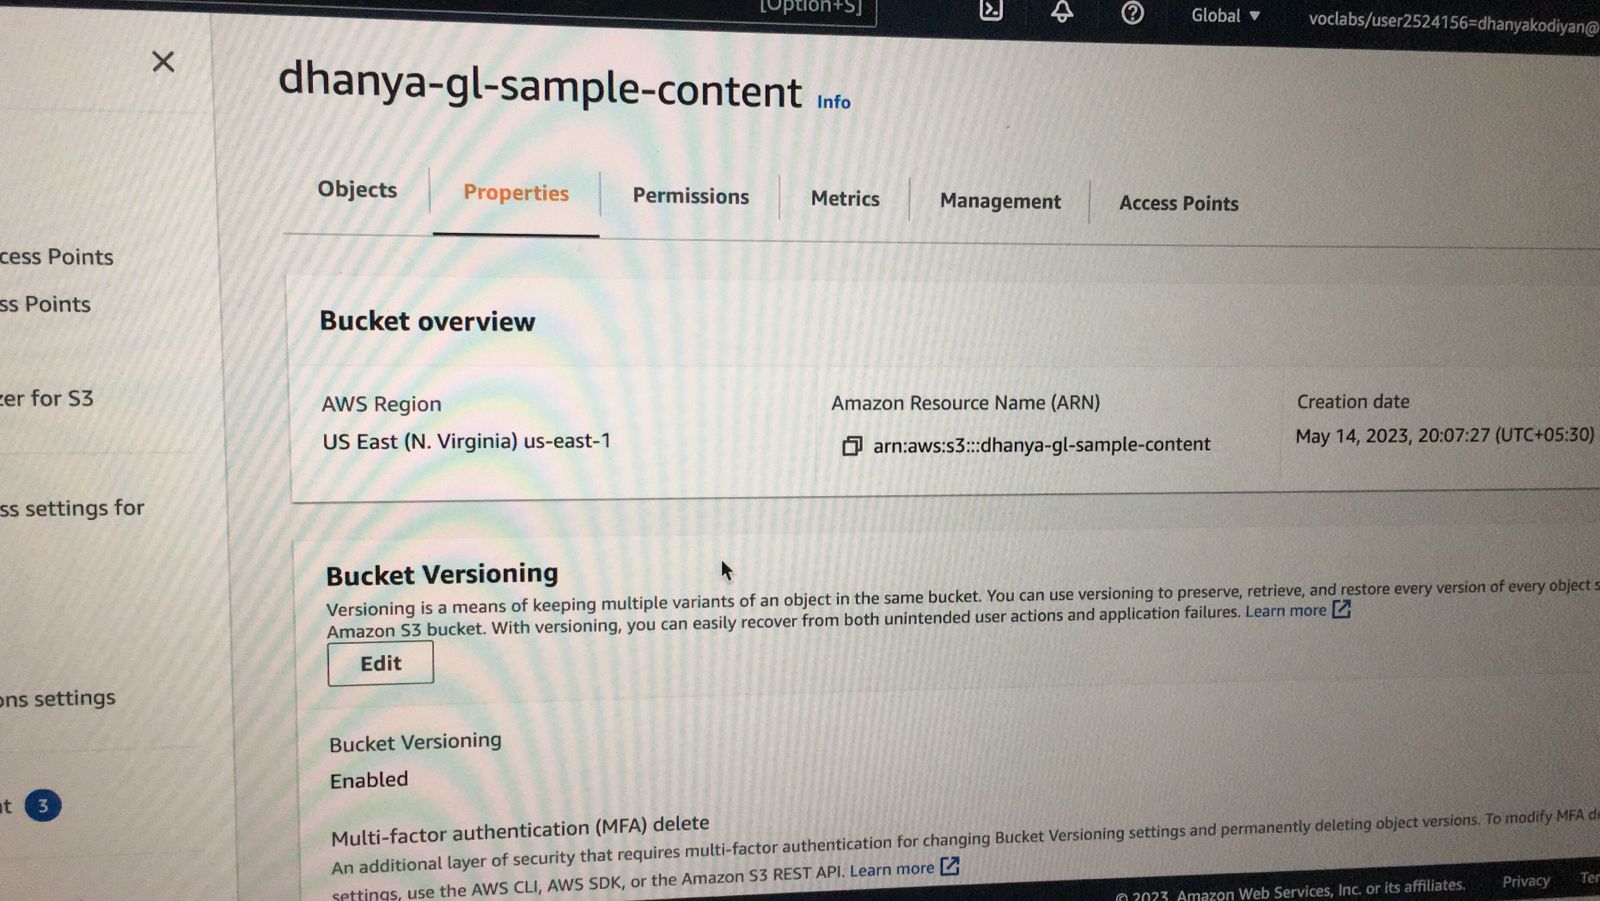 [Option+S]
Global
voclabs/user2524156=dhanyakodiyan@
dhanya-gl-sample-content Info
Objects
Properties
Permissions
Metrics
Management
Access Points
cess Points
ss Points
zer for S3
ss settings for
ons settings
nt 3
Bucket overview
AWS Region
US East (N. Virginia) us-east-1
Amazon Resource Name (ARN)
arn:aws:s3:::dhanya-gl-sample-content
Creation date
May 14, 2023, 20:07:27 (UTC+05:30)
Bucket Versioning
Versioning is a means of keeping multiple variants of an object in the same bucket. You can use versioning to preserve, retrieve, and restore every version of every object s
Amazon S3 bucket. With versioning, you can easily recover from both unintended user actions and application failures. Learn more
Edit
Bucket Versioning
Enabled
Multi-factor authentication (MFA) delete
An additional layer of security that requires multi-factor authentication for changing Bucket Versioning settings and permanently deleting object versions. To modify MFA de
settings, use the AWS CLI, AWS SDK, or the Amazon S3 REST API. Learn more
© 2023, Amazon Web Services, Inc. or its affiliates.
Privacy
Ter